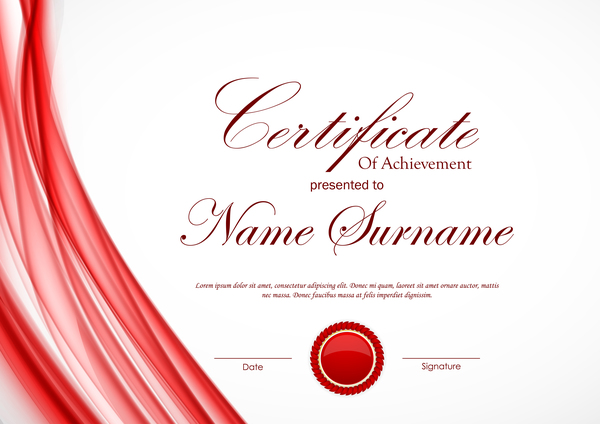 Certificate
Of Achievement
presented to
Name Surname
Lorem ipsum dolor sit amet, consectetur adipiscing elit. Donec mi quam, laoreet sit amet ornare auctor, mattis
nec massa. Donec faucibus massa at felis imperdiet dignissim.
Date
Signature